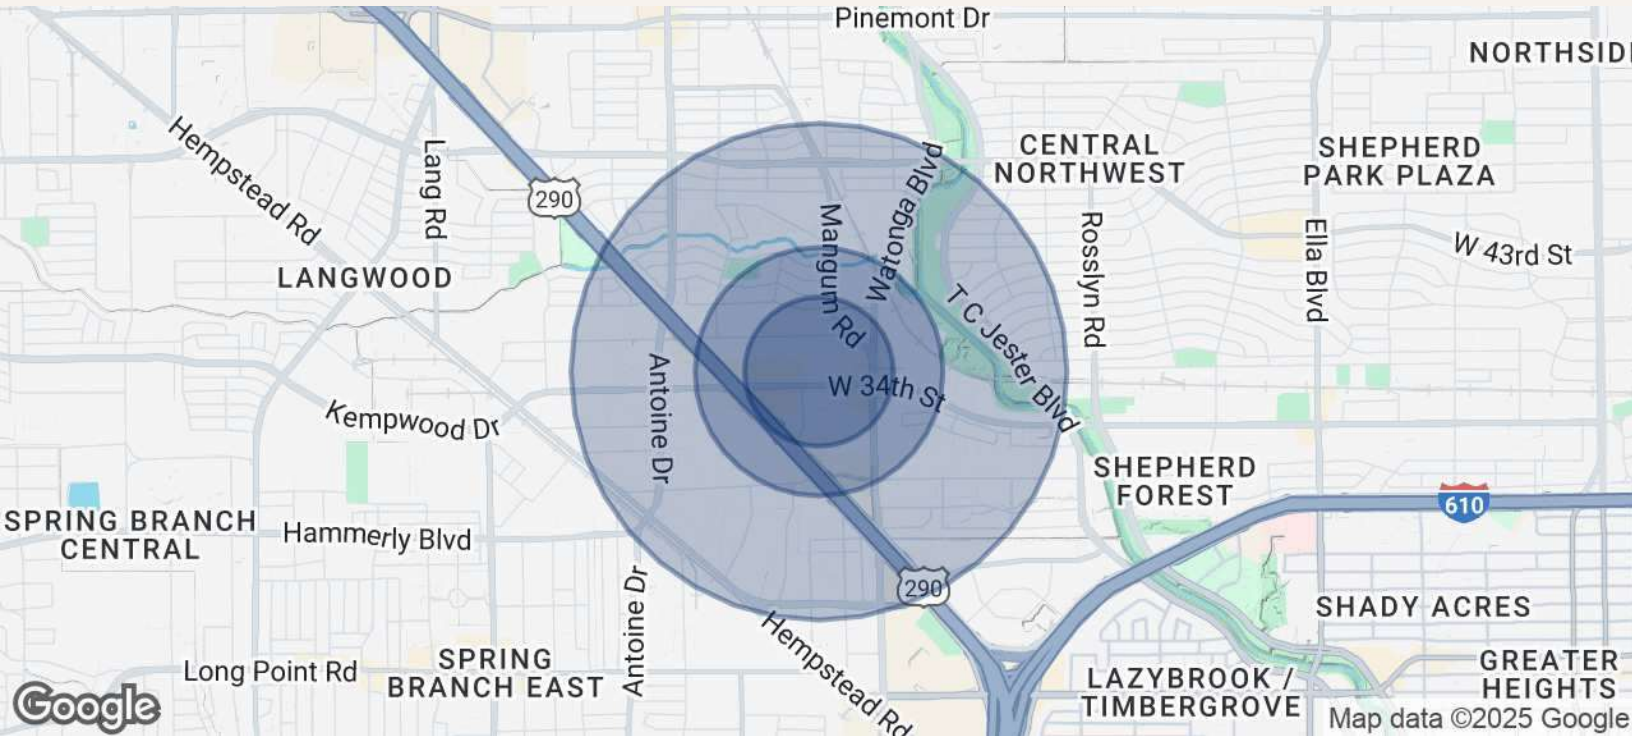 Pinemont Dr
NORTHSID
CENTRAL
NORTHWEST
SHEPHERD
PARK PLAZA
Hempstead Rd
Lang Rd
290
Watonga Blvd
Mangum Rd
Rosslyn Rd
Ella Blvd
W 43rd St
LANGWOOD
T C Jester Blvd
Antoine Dr
W 34th St
Kempwood Dr
SHEPHERD
FOREST
610
SPRING BRANCH
CENTRAL
Hammerly Blvd
290
Antoine Dr
SHADY ACRES
Hempstead Rd
Long Point Rd
SPRING
BRANCH EAST
LAZYBROOK /
TIMBERGROVE
GREATER
HEIGHTS
Google
Map data ©2025 Google